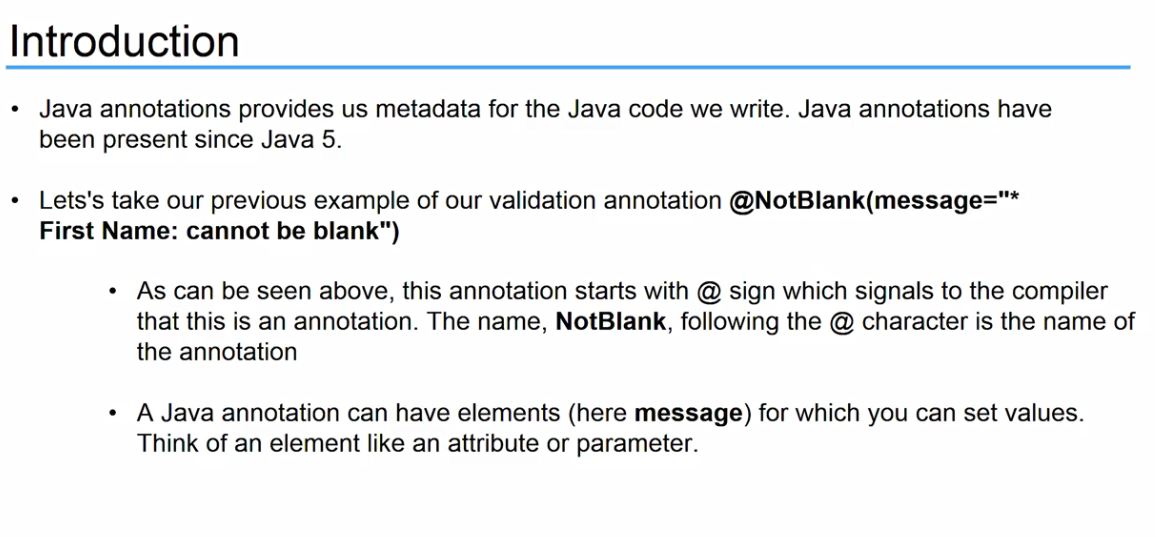 Introduction
• Java annotations provides us metadata for the Java code we write. Java annotations have
been present since Java 5.
• Lets's take our previous example of our validation annotation @NotBlank(message="*
First Name: cannot be blank")
• As can be seen above, this annotation starts with @ sign which signals to the compiler
that this is an annotation. The name, NotBlank, following the @ character is the name of
the annotation
• A Java annotation can have elements (here message) for which you can set values.
Think of an element like an attribute or parameter.